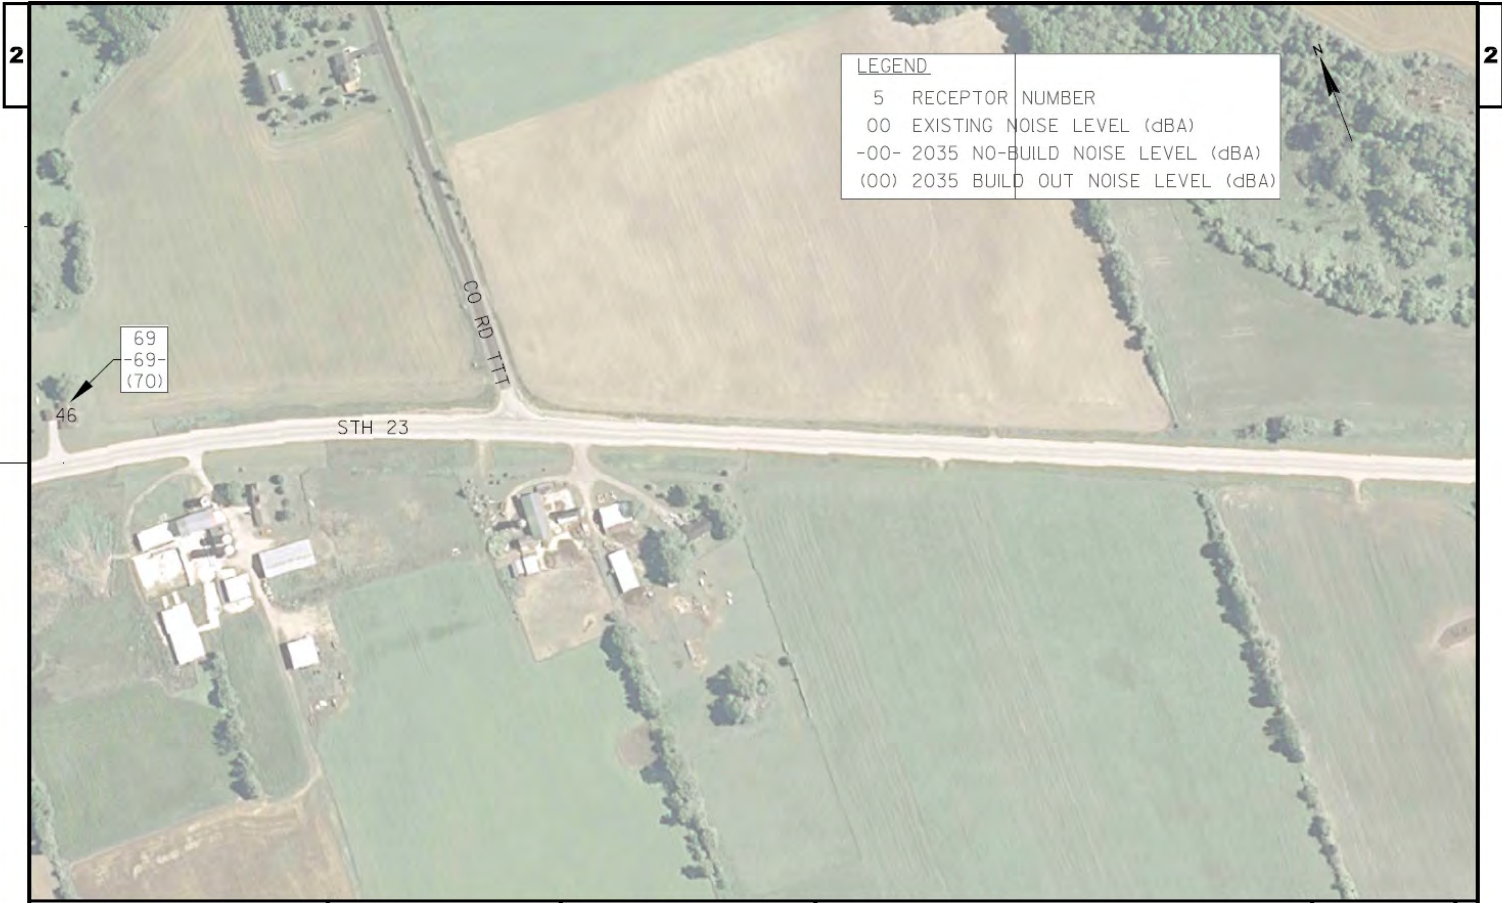 2
2
LEGEND
5 RECEPTOR NUMBER
00 EXISTING NOISE LEVEL (dBA)
-00- 2035 NO-BUILD NOISE LEVEL (dBA)
(00) 2035 BUILD OUT NOISE LEVEL (dBA)
N
CO RD TTT
69
-69-
(70)
46
STH 23